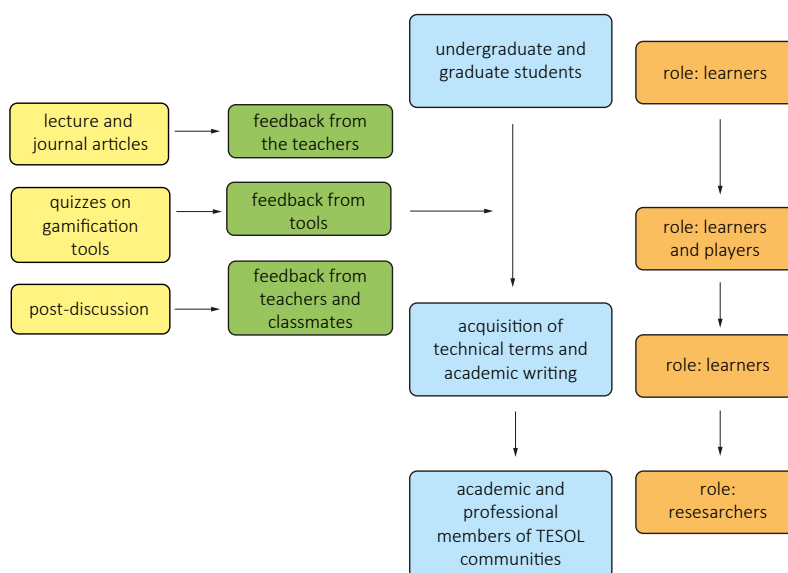 undergraduate and
graduate students
role: learners
lecture and
journal articles
feedback from
the teachers
quizzes on
gamification
tools
feedback from
tools
role: learners
and players
post-discussion
feedback from
teachers and
classmates
acquisition of
technical terms and
academic writing
role: learners
academic and
professional
members of TESOL
communities
role:
resesarchers